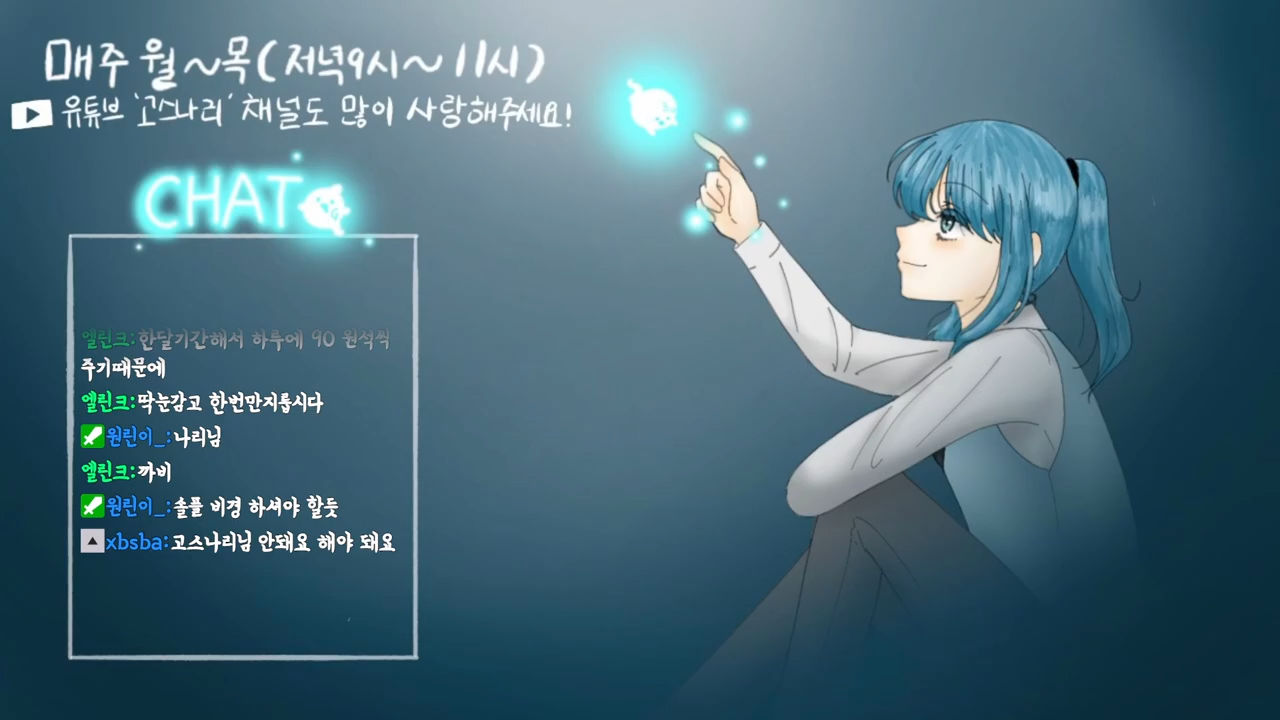 매주 월~목(저녁9시~11시)
유튜브 '고스나리' 채널도 많이 사랑해주세요!
CHAT
엘린크:한달기간해서 하루에 90 원석씩
주기때문에
엘린크:딱눈감고 한번만지릅시다
원린이_:나리님
엘린크:까비
원린이_:솔플 비경 하셔야 할듯
xbsba:고스나리님 안돼요 해야 돼요